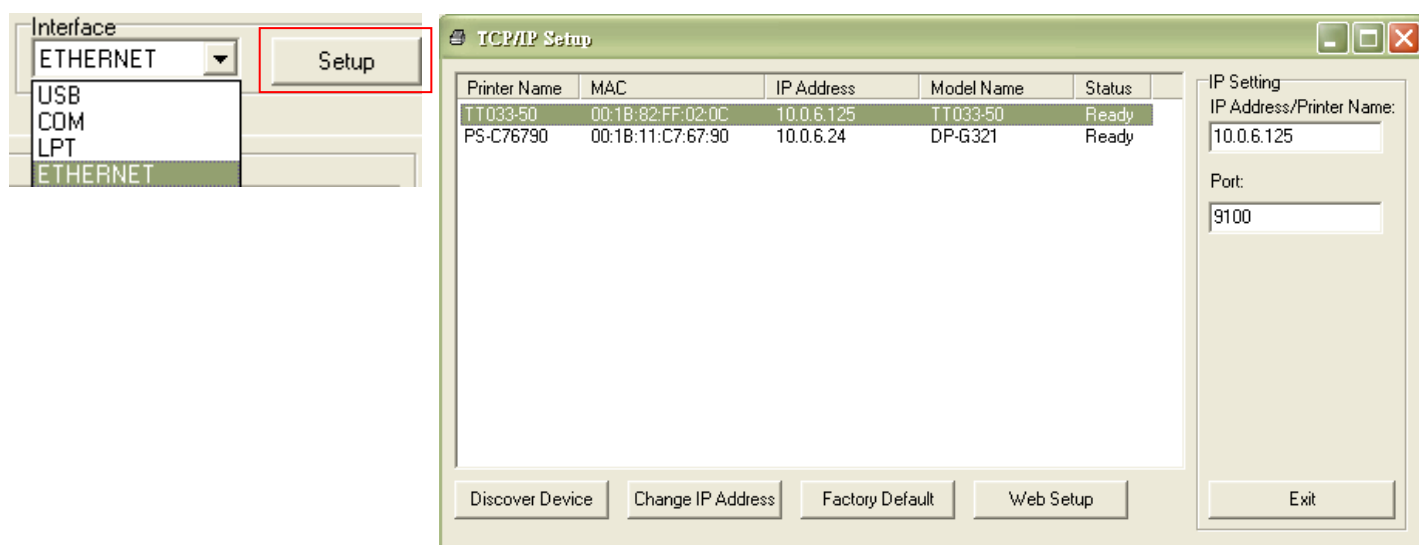 Interface
ETHERNET
Setup
USB
COM
LPT
ETHERNET
TCP/IP Setup
Printer Name MAC IP Address Model Name Status
TT033-50 00:1B:82:FF:02:0C 10.0.6.125 TT033-50 Ready
PS-C76790 00:1B:11:C7:67:90 10.0.6.24 DP-G321 Ready
IP Setting
IP Address/Printer Name:
10.0.6.125
Port:
9100
Discover Device Change IP Address Factory Default Web Setup Exit